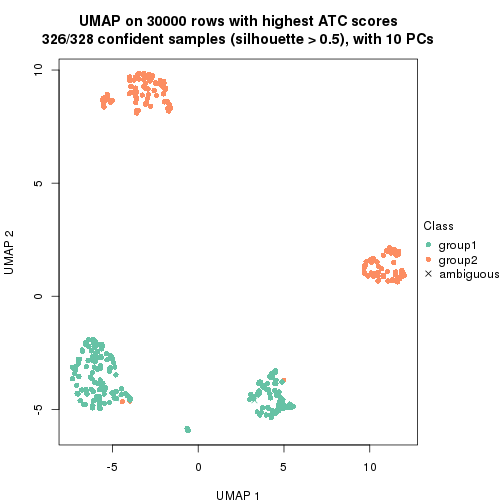 UMAP on 30000 rows with highest ATC scores
326/328 confident samples (silhouette > 0.5), with 10 PCs
10
5
0
-5
UMAP 2
-5
0
5
10
UMAP 1
Class
group1
group2
ambiguous